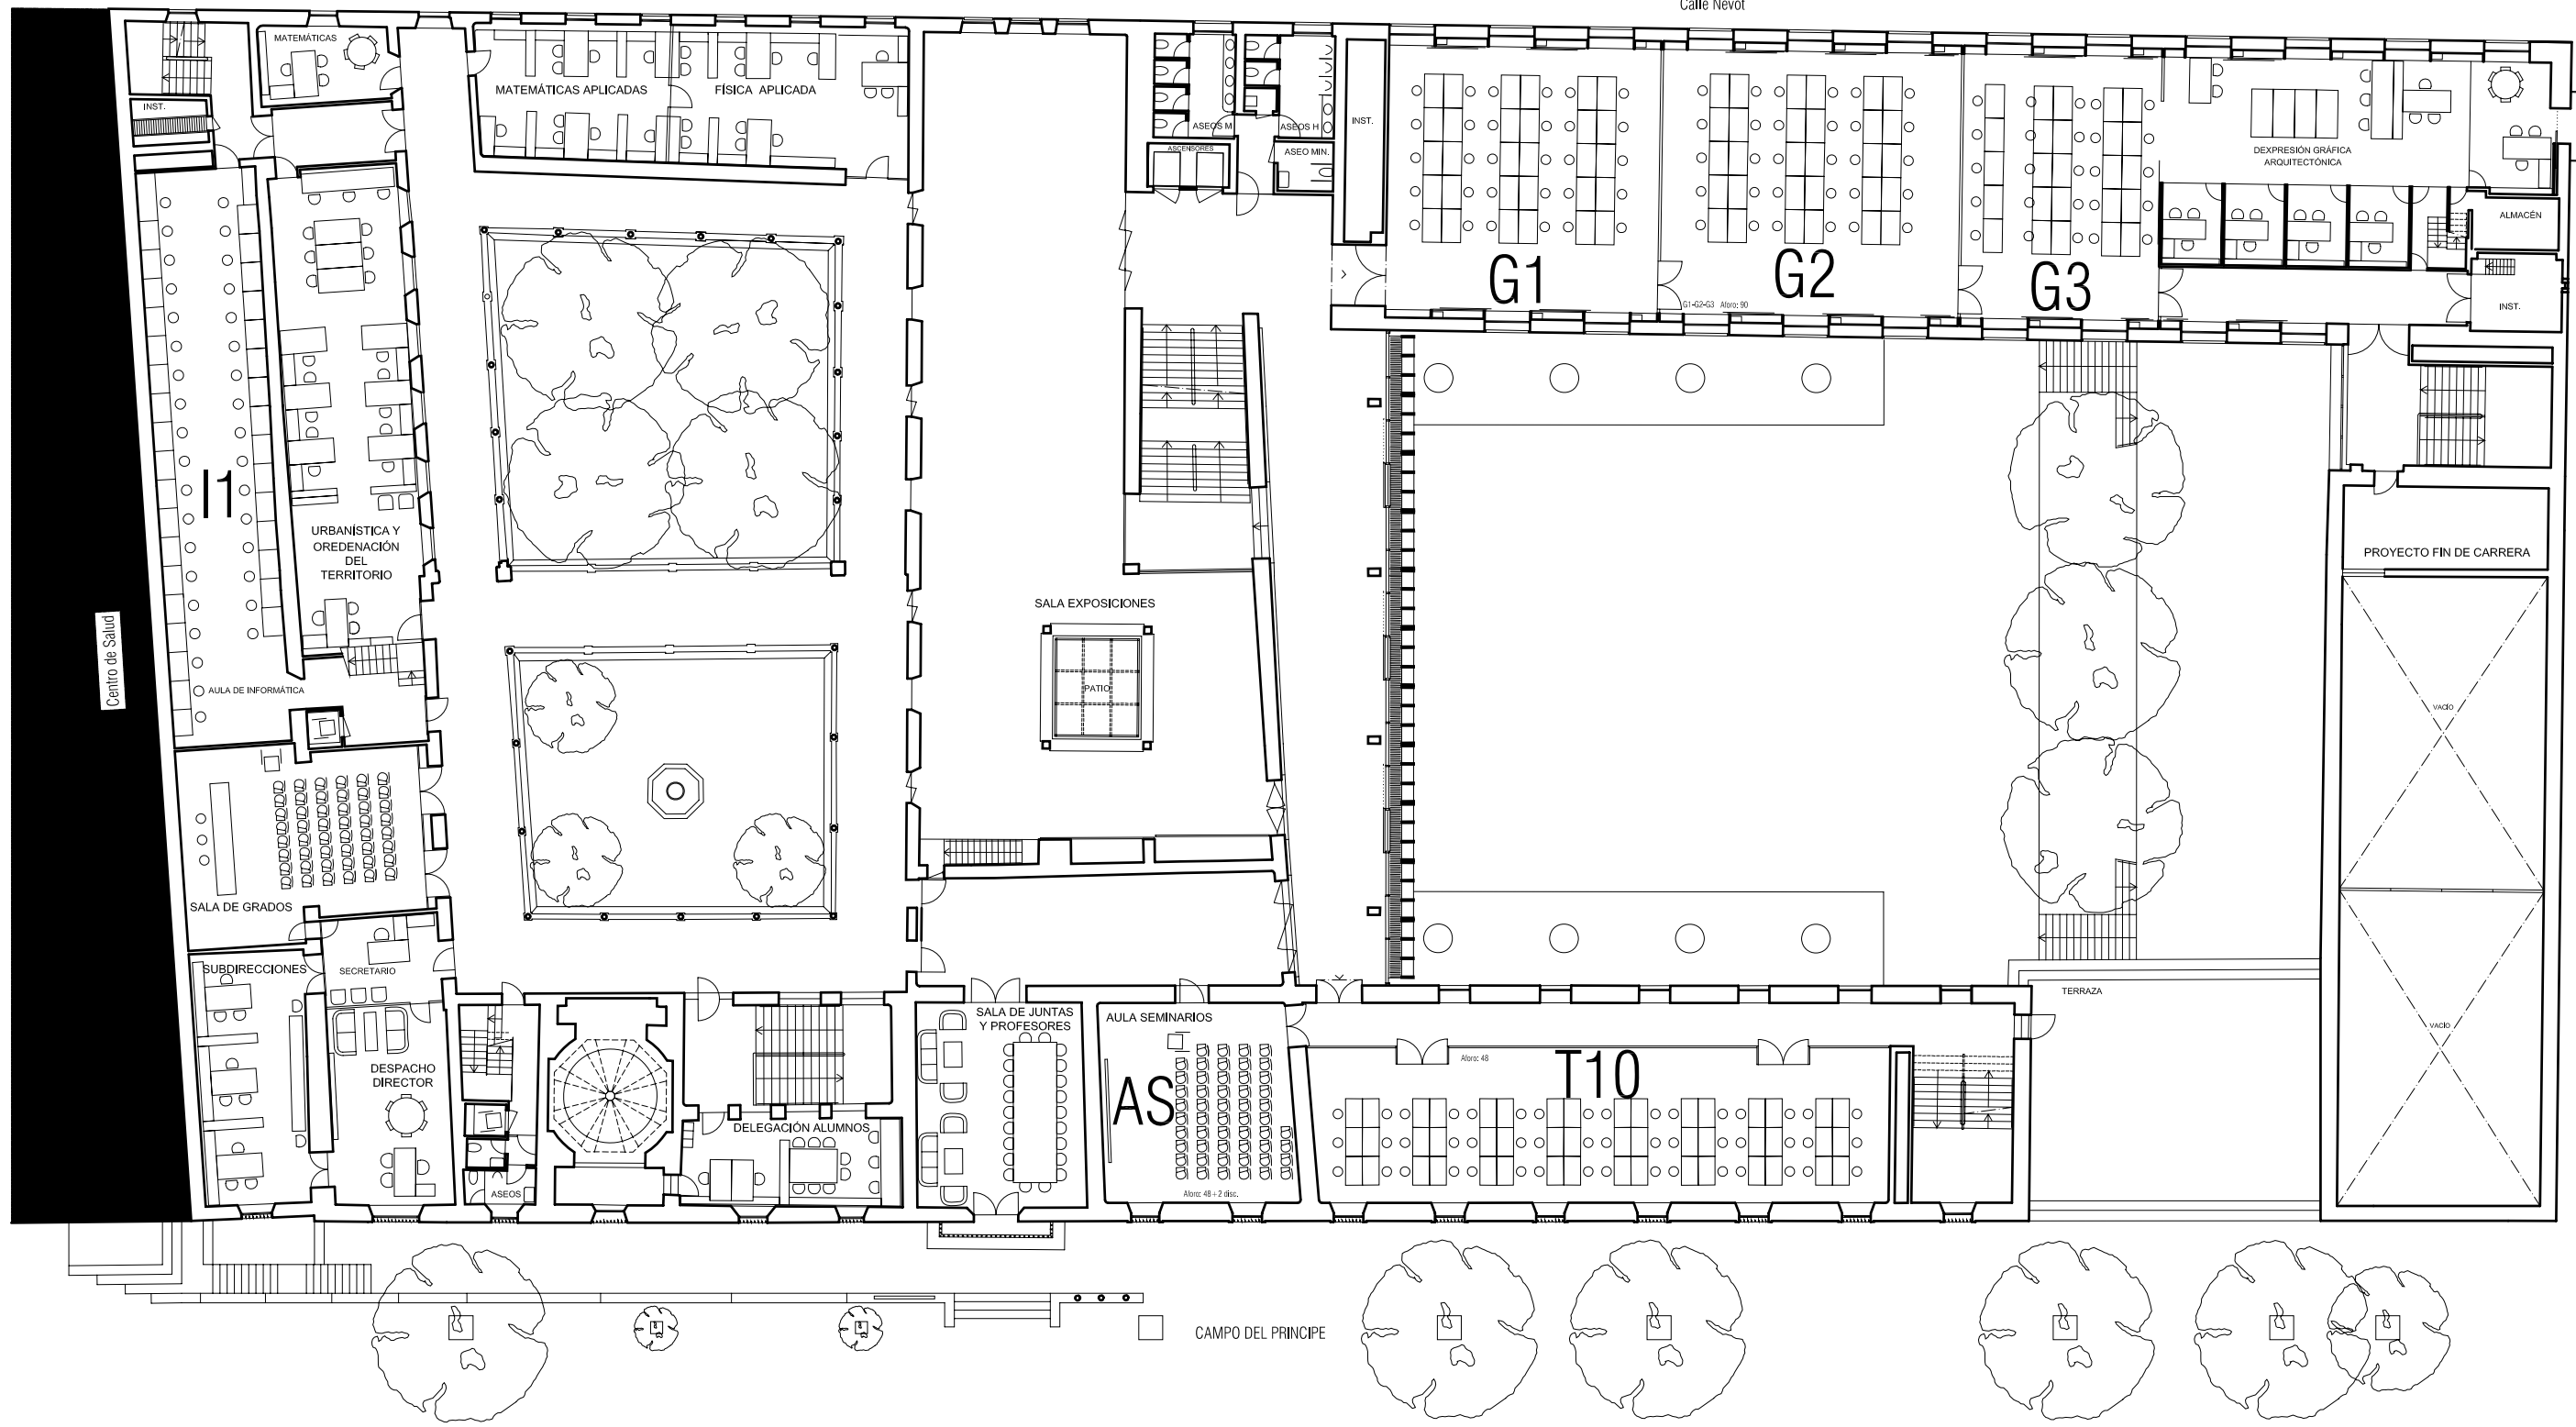 Calle Nevot
MATEMÁTICAS
INST.
MATEMÁTICAS APLICADAS
FÍSICA APLICADA
ASEOS M
ASEOS H
ASCENSORES
ASEO MIN.
INST.
G1
G2
G3
G1-G2-G3 Aforo: 90
DEXPRESIÓN GRÁFICA
ARQUITECTÓNICA
ALMACÉN
INST.
I1
URBANÍSTICA Y
OREDENACIÓN
DEL
TERRITORIO
PROYECTO FIN DE CARRERA
SALA EXPOSICIONES
PATIO
Centro de Salud
AULA DE INFORMÁTICA
VACÍO
SALA DE GRADOS
SUBDIRECCIONES
SECRETARIO
TERRAZA
SALA DE JUNTAS
Y PROFESORES
AULA SEMINARIOS
VACÍO
DESPACHO
DIRECTOR
AS
Aforo: 48
T10
DELEGACIÓN ALUMNOS
ASEOS
Aforo: 48 + 2 disc.
CAMPO DEL PRINCIPE